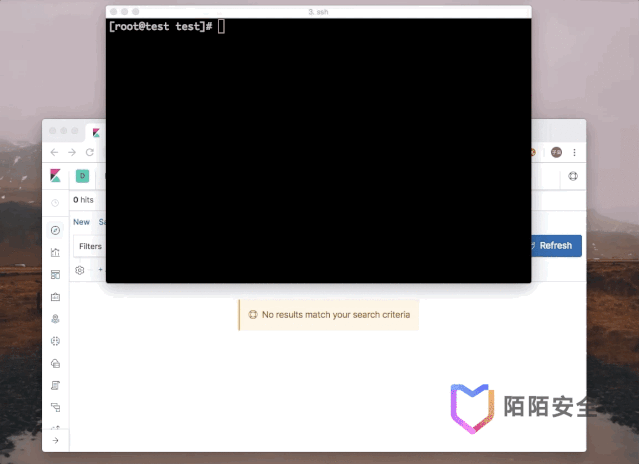 3. ssh
[root@test test]#
D
0 hits
New
Filters
Refresh
+
No results match your search criteria
陌陌安全